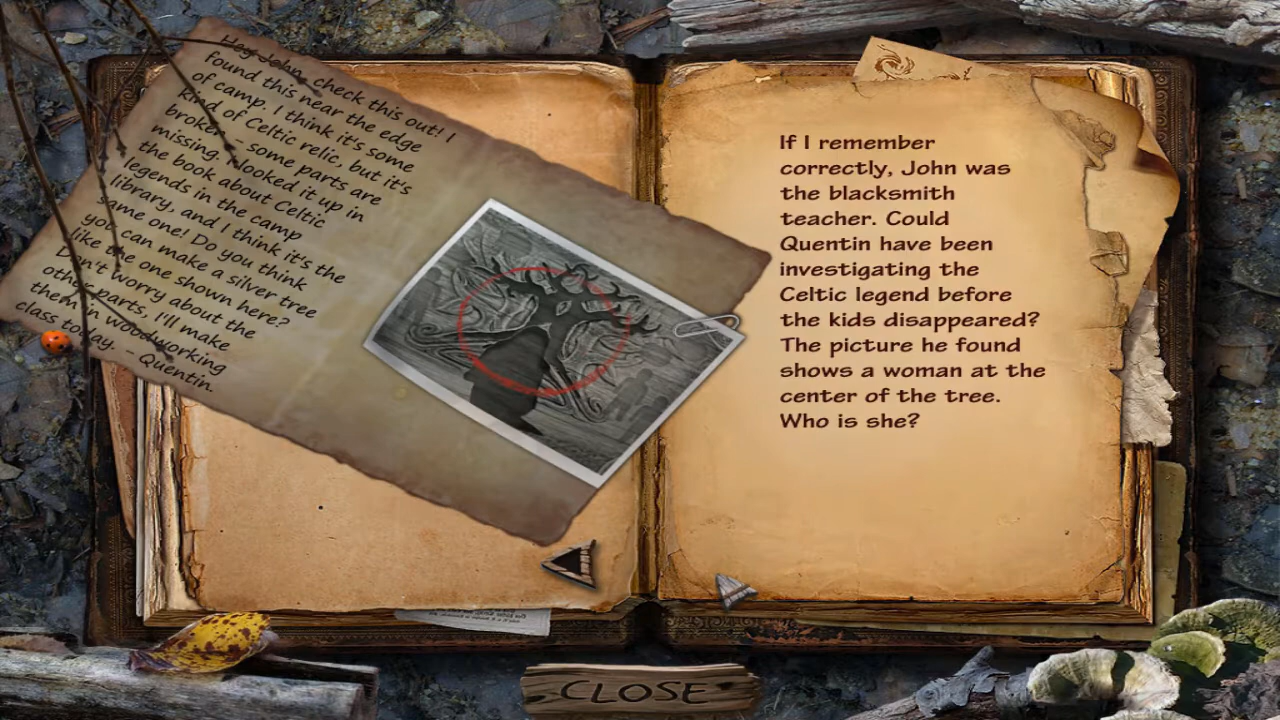 Hey John, check this out! I
found this near the edge
of camp. I think it's some
kind of Celtic relic, but it's
broken - some parts are
missing. I looked it up in
the book about Celtic
legends in the camp
library, and I think it's the
same one! Do you think
you can make a silver tree
like the one shown here?
Don't worry about the
other parts, I'll make
them in woodworking
class today. - Quentin.
If I remember
correctly, John was
the blacksmith
teacher. Could
Quentin have been
investigating the
Celtic legend before
the kids disappeared?
The picture he found
shows a woman at the
center of the tree.
Who is she?
CLOSE